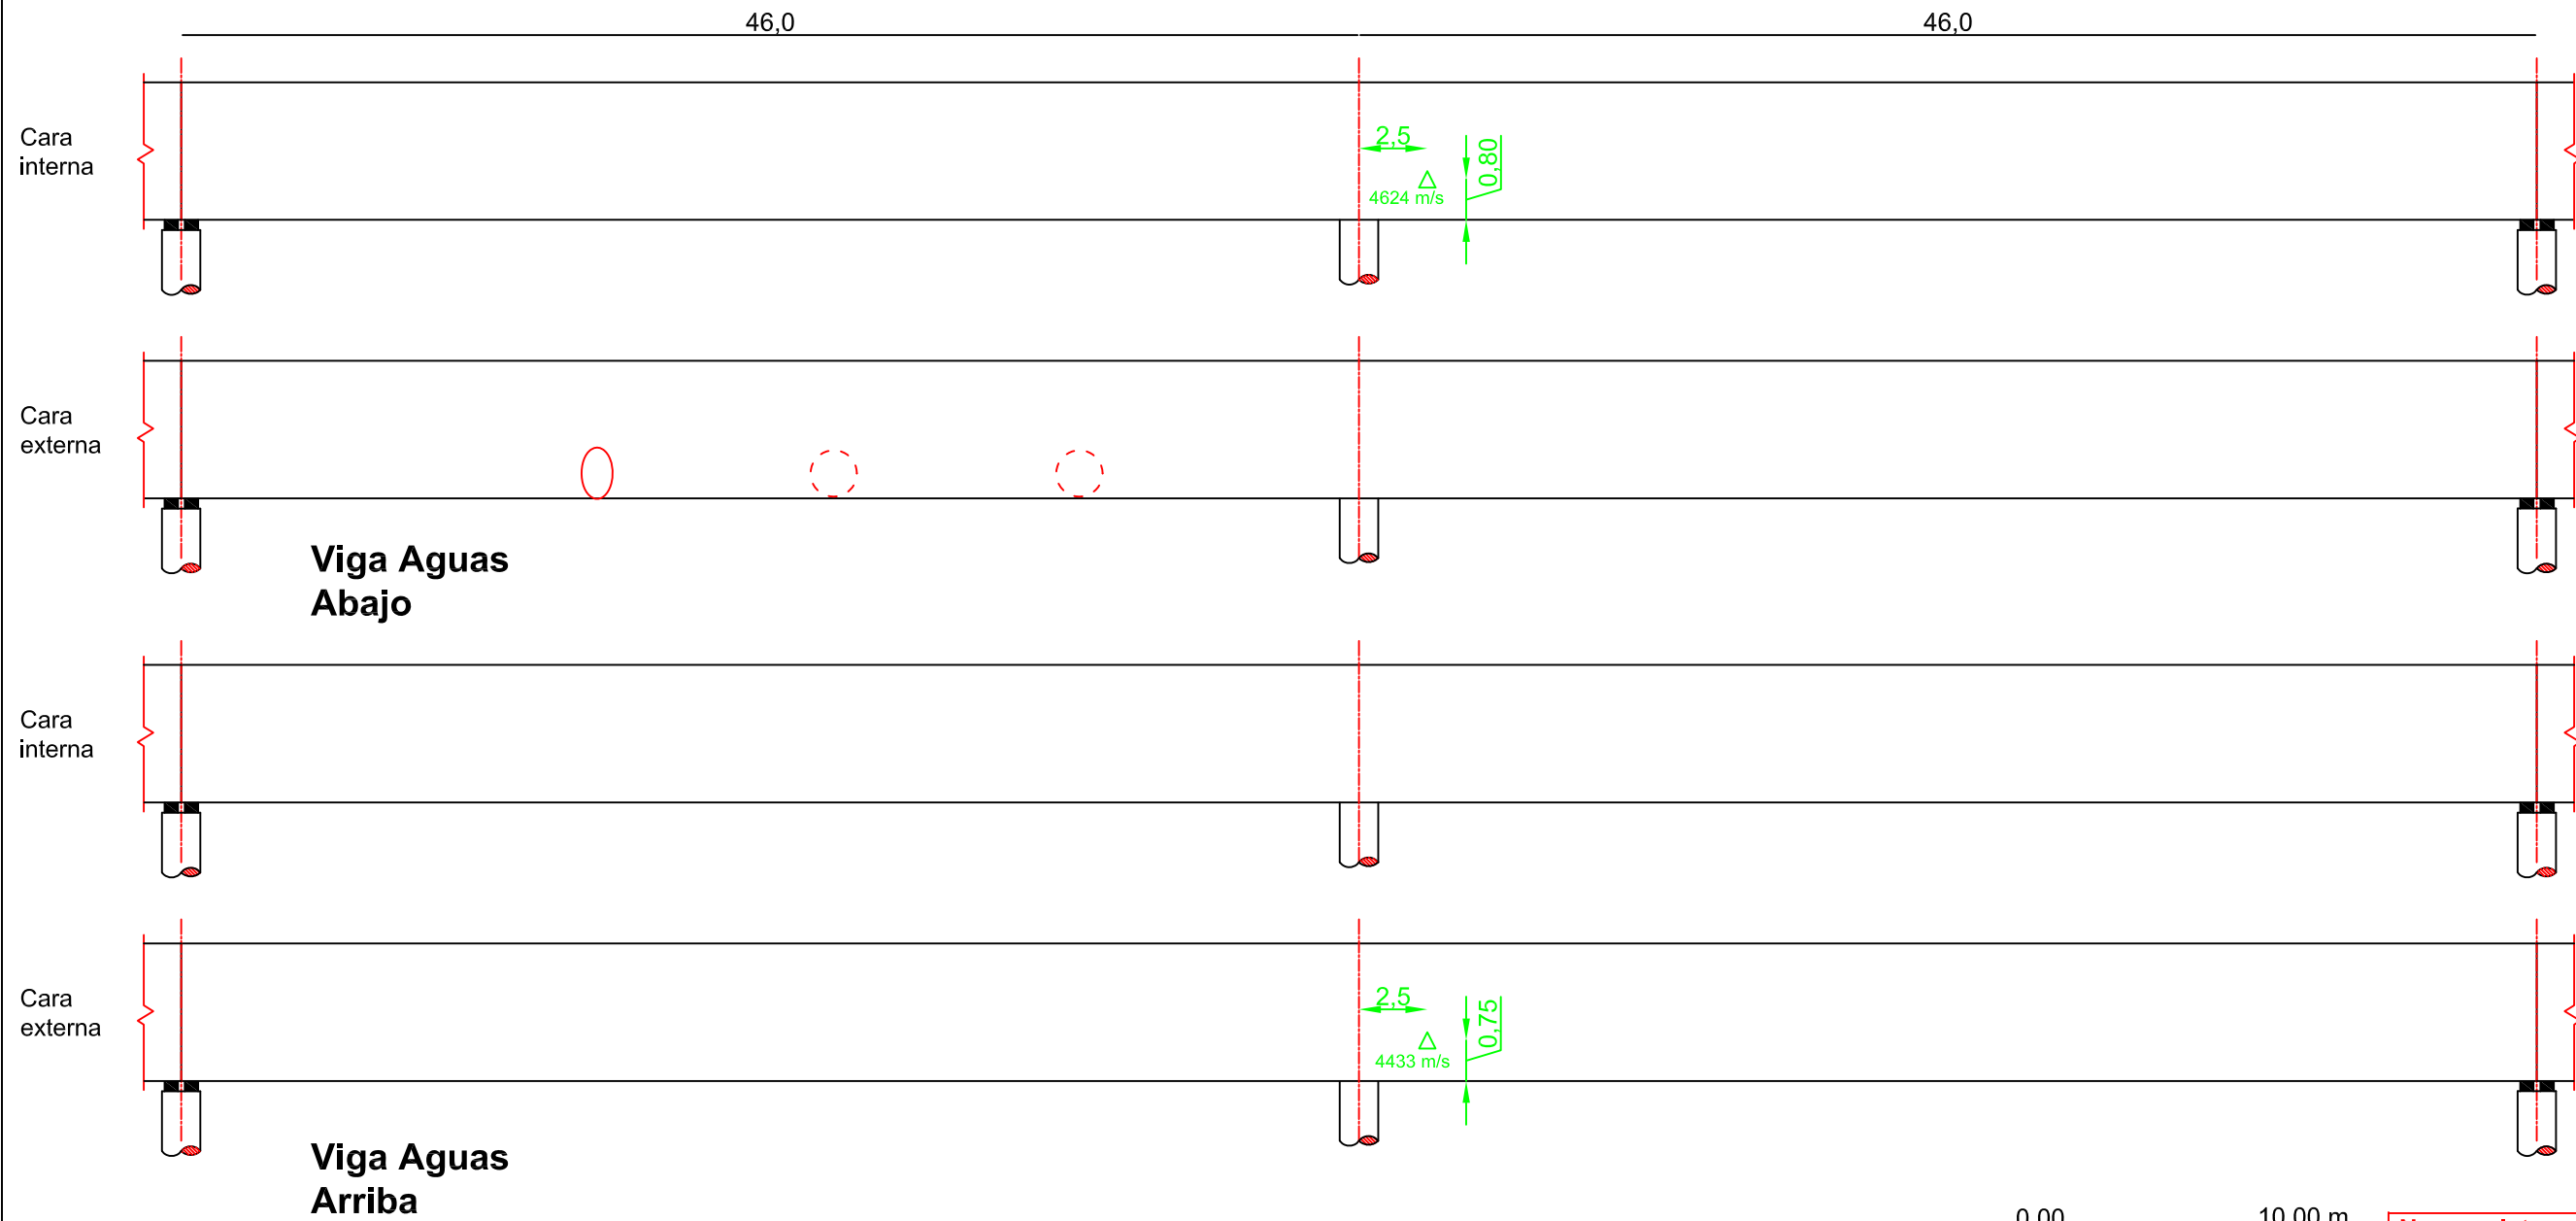 46,0
46,0
Cara
interna
2,5
0,80
4624 m/s
Cara
externa
Viga Aguas
Abajo
Cara
interna
Cara
externa
2,5
0,75
4433 m/s
Viga Aguas
Arriba
0.00
10.00 m